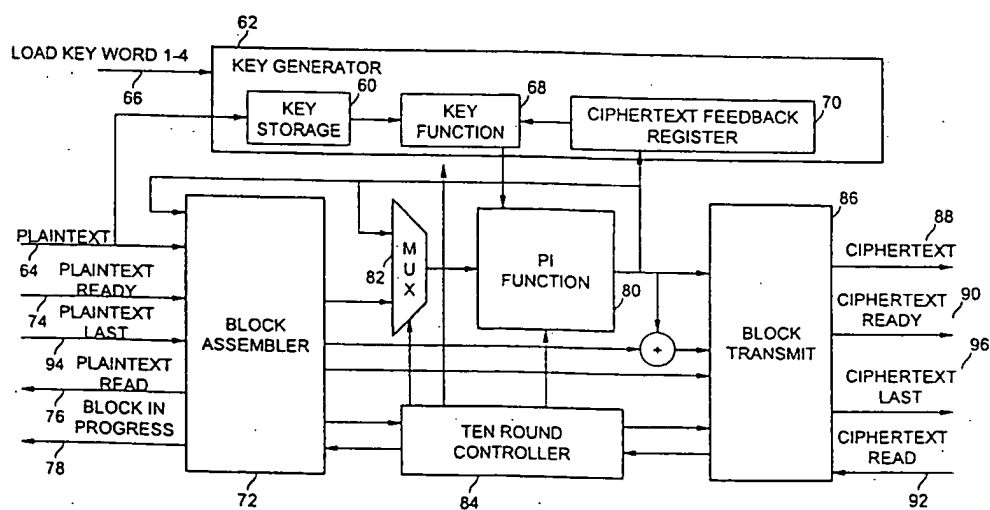 62
LOAD KEY WORD 1-4
66
KEY GENERATOR
60
KEY
STORAGE
68
KEY
FUNCTION
70
CIPHERTEXT FEEDBACK
REGISTER
PLAINTEXT
64
PLAINTEXT
READY
74
PLAINTEXT
LAST
94
PLAINTEXT
READ
76
BLOCK IN
PROGRESS
78
BLOCK
ASSEMBLER
72
82
M
U
X
PI
FUNCTION
80
+
TEN ROUND
CONTROLLER
84
86
BLOCK
TRANSMIT
88
CIPHERTEXT
CIPHERTEXT
READY
90
96
CIPHERTEXT
LAST
CIPHERTEXT
READ
92